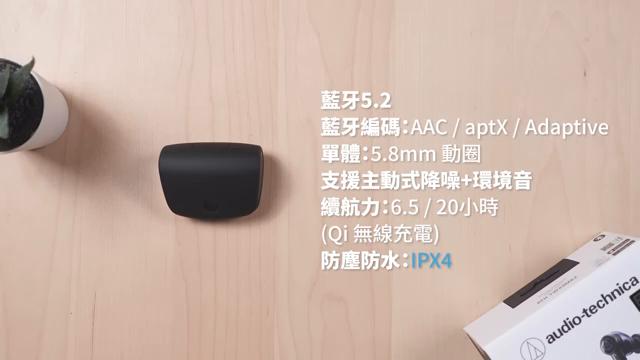 藍牙5.2
藍牙編碼：AAC / aptX / Adaptive
單體：5.8mm 動圈
支援主動式降噪+環境音
續航力：6.5 / 20小時
(Qi 無線充電)
防塵防水：IPX4
audio-technica